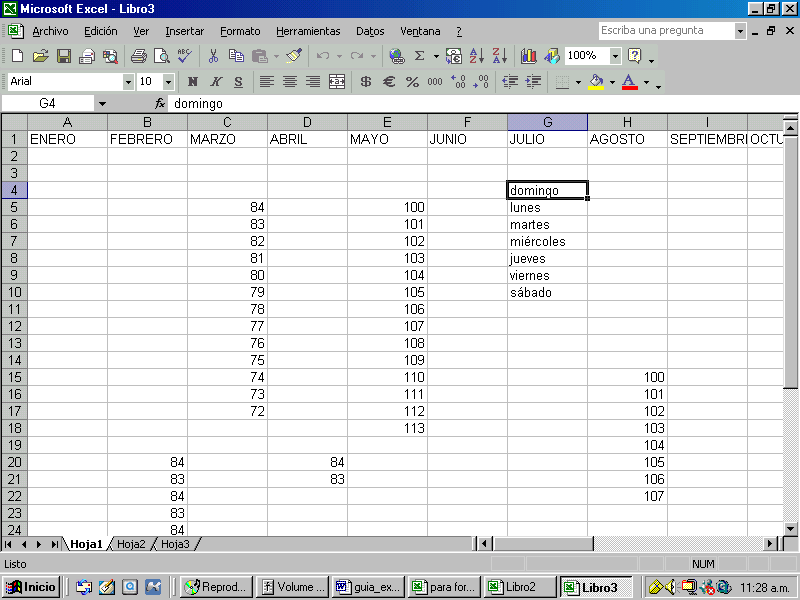 Microsoft Excel - Libro3
Archivo Edición Ver Insertar Formato Herramientas Datos Ventana ? Escriba una pregunta
100%
Arial 10 N K S $ € % 000
G4 fx domingo
A B C D E F G H I
1 ENERO FEBRERO MARZO ABRIL MAYO JUNIO JULIO AGOSTO SEPTIEMBRI OCTU
2
3
4 domingo
5 84 100 lunes
6 83 101 martes
7 82 102 miércoles
8 81 103 jueves
9 80 104 viernes
10 79 105 sábado
11 78 106
12 77 107
13 76 108
14 75 109
15 74 110 100
16 73 111 101
17 72 112 102
18 113 103
19 104
20 84 84 105
21 83 83 106
22 84 107
23 83
24 84
Hoja1 Hoja2 Hoja3
Listo NUM
Inicio Reprod... Volume ... guia_ex... para for... Libro2 Libro3 11:28 a.m.